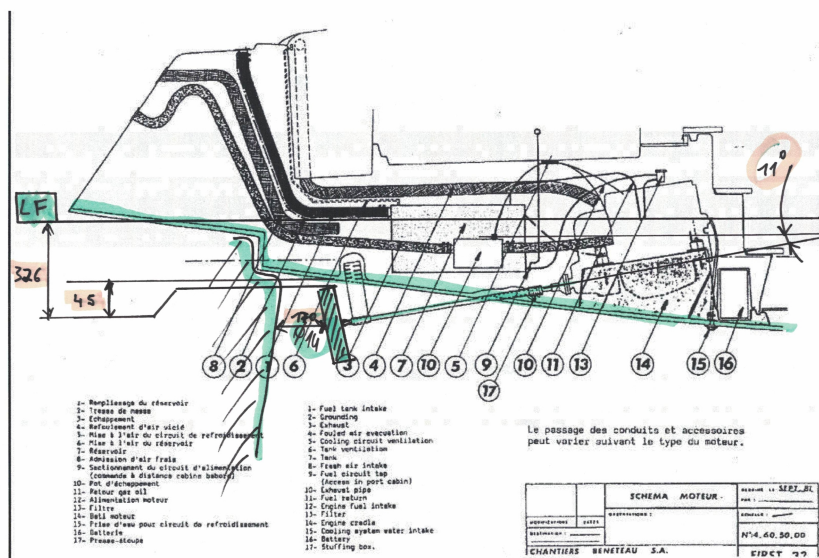 11°
LF
326
45
Φ14
8 2 1 6 3 4 7 10 5 9 17 10 11 13 14 15 16
1- Remplissage du réservoir
2- Tresse de masse
3- Echappement
4- Refoulement d'air vicié
5- Mise à l'air du circuit de refroidissement
6- Mise à l'air du réservoir
7- Réservoir
8- Admission d'air frais
9- Sectionnement du circuit d'alimentation
(commande à distance cabine babord)
10- Pot d'échappement
11- Retour gas oil
12- Alimentation moteur
13- Filtre
14- Bati moteur
15- Prise d'eau pour circuit de refroidissement
16- Batterie
17- Presse-étoupe
1- Fuel tank intake
2- Grounding
3- Exhaust
4- Fouled air evacuation
5- Cooling circuit ventilation
6- Tank ventilation
7- Tank
8- Fresh air intake
9- Fuel circuit tap
(Access in port cabin)
10- Exhaust pipe
11- Fuel return
12- Engine fuel intake
13- Filter
14- Engine cradle
15- Cooling system water intake
16- Battery
17- Stuffing box.
Le passage des conduits et accessoires
peut varier suivant le type du moteur.
SCHEMA MOTEUR
SEPT. 81
MODIFICATIONS DATES
OBSERVATIONS :
DESTINATION :
N°4.60.50.00
CHANTIERS BENETEAU S.A.
FIRST 32